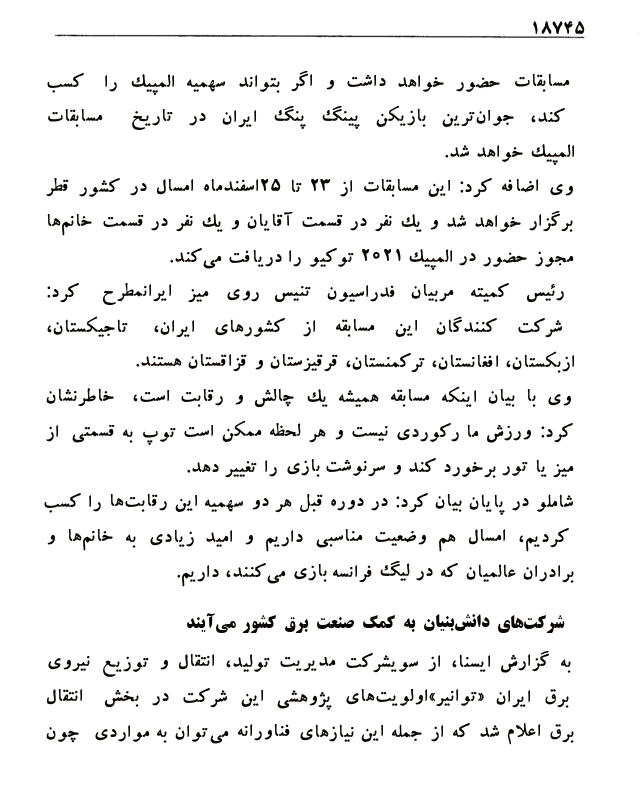 ۱۸۷۴۵
مسابقات حضور خواهد داشت و اگر بتواند سهمیه المپیك را کسب
کند، جوان‌ترین بازیکن پینگ پنگ ایران در تاریخ مسابقات
المپیك خواهد شد.
وی اضافه کرد: این مسابقات از ۲۳ تا ۲۵اسفندماه امسال در کشور قطر
برگزار خواهد شد و یك نفر در قسمت آقایان و یك نفر در قسمت خانم‌ها
مجوز حضور در المپیك ۲۰۲۱ توکیو را دریافت می‌کند.
رئیس کمیته مربیان فدراسیون تنیس روی میز ایرانمطرح کرد:
شرکت کنندگان این مسابقه از کشورهای ایران، تاجیکستان،
ازبکستان، افغانستان، ترکمنستان، قرقیزستان و قزاقستان هستند.
وی با بیان اینکه مسابقه همیشه یك چالش و رقابت است، خاطرنشان
کرد: ورزش ما رکوردی نیست و هر لحظه ممکن است توپ به قسمتی از
میز یا تور برخورد کند و سرنوشت بازی را تغییر دهد.
شاملو در پایان بیان کرد: در دوره قبل هر دو سهمیه این رقابت‌ها را کسب
کردیم، امسال هم وضعیت مناسبی داریم و امید زیادی به خانم‌ها و
برادران عالمیان که در لیگ فرانسه بازی می‌کنند، داریم.
شرکت‌های دانش‌بنیان به کمک صنعت برق کشور می‌آیند
به گزارش ایسنا، از سویشرکت مدیریت تولید، انتقال و توزیع نیروی
برق ایران «توانیر»اولویت‌های پژوهشی این شرکت در بخش انتقال
برق اعلام شد که از جمله این نیازهای فناورانه می‌توان به مواردی چون